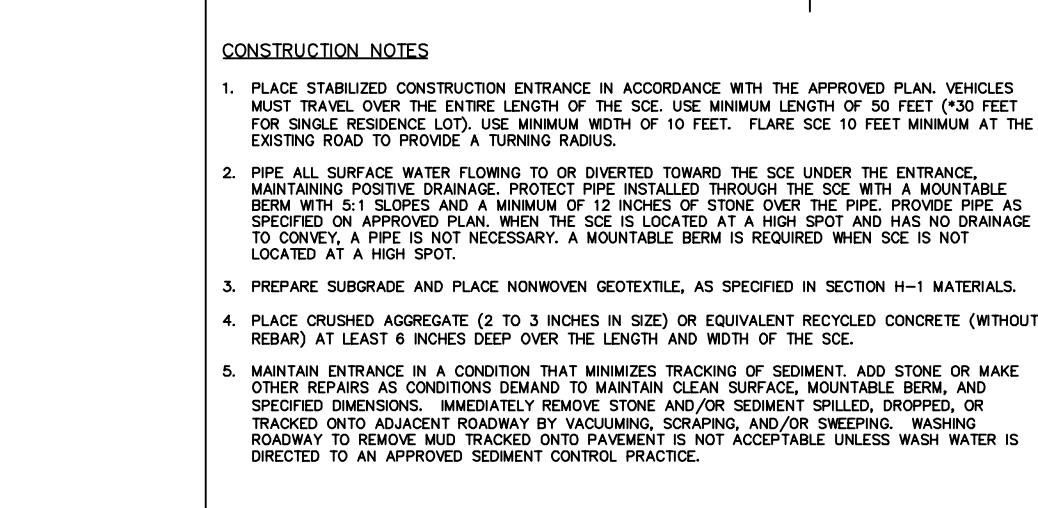 CONSTRUCTION NOTES
1. PLACE STABILIZED CONSTRUCTION ENTRANCE IN ACCORDANCE WITH THE APPROVED PLAN. VEHICLES
MUST TRAVEL OVER THE ENTIRE LENGTH OF THE SCE. USE MINIMUM LENGTH OF 50 FEET (*30 FEET
FOR SINGLE RESIDENCE LOT). USE MINIMUM WIDTH OF 10 FEET. FLARE SCE 10 FEET MINIMUM AT THE
EXISTING ROAD TO PROVIDE A TURNING RADIUS.
2. PIPE ALL SURFACE WATER FLOWING TO OR DIVERTED TOWARD THE SCE UNDER THE ENTRANCE,
MAINTAINING POSITIVE DRAINAGE. PROTECT PIPE INSTALLED THROUGH THE SCE WITH A MOUNTABLE
BERM WITH 5:1 SLOPES AND A MINIMUM OF 12 INCHES OF STONE OVER THE PIPE. PROVIDE PIPE AS
SPECIFIED ON APPROVED PLAN. WHEN THE SCE IS LOCATED AT A HIGH SPOT AND HAS NO DRAINAGE
TO CONVEY, A PIPE IS NOT NECESSARY. A MOUNTABLE BERM IS REQUIRED WHEN SCE IS NOT
LOCATED AT A HIGH SPOT.
3. PREPARE SUBGRADE AND PLACE NONWOVEN GEOTEXTILE, AS SPECIFIED IN SECTION H-1 MATERIALS.
4. PLACE CRUSHED AGGREGATE (2 TO 3 INCHES IN SIZE) OR EQUIVALENT RECYCLED CONCRETE (WITHOUT
REBAR) AT LEAST 6 INCHES DEEP OVER THE LENGTH AND WIDTH OF THE SCE.
5. MAINTAIN ENTRANCE IN A CONDITION THAT MINIMIZES TRACKING OF SEDIMENT. ADD STONE OR MAKE
OTHER REPAIRS AS CONDITIONS DEMAND TO MAINTAIN CLEAN SURFACE, MOUNTABLE BERM, AND
SPECIFIED DIMENSIONS. IMMEDIATELY REMOVE STONE AND/OR SEDIMENT SPILLED, DROPPED, OR
TRACKED ONTO ADJACENT ROADWAY BY VACUUMING, SCRAPING, AND/OR SWEEPING. WASHING
ROADWAY TO REMOVE MUD TRACKED ONTO PAVEMENT IS NOT ACCEPTABLE UNLESS WASH WATER IS
DIRECTED TO AN APPROVED SEDIMENT CONTROL PRACTICE.